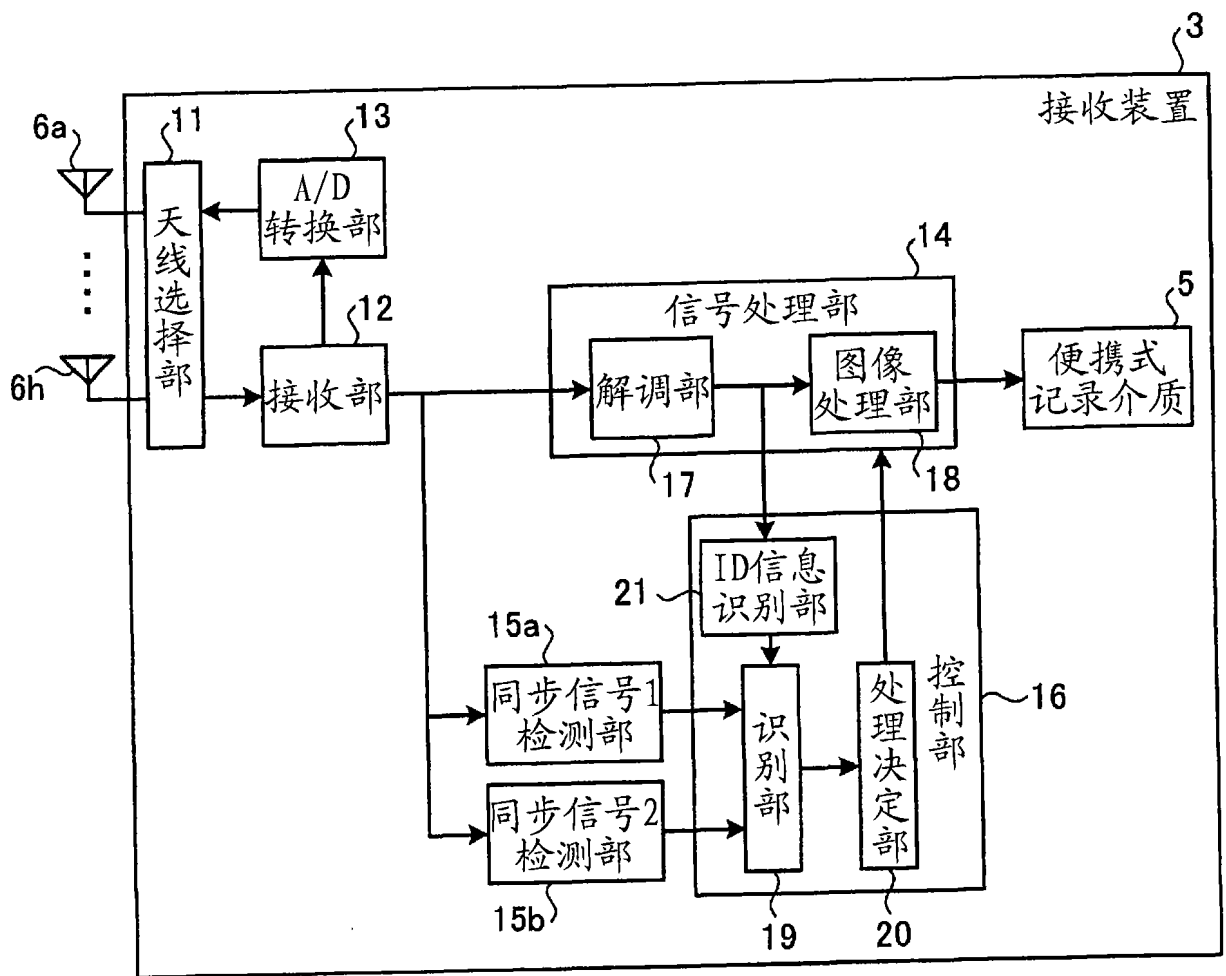 3
接收装置
6a
11
13
A/D
转换部
天线选择部
12
接收部
6h
14
信号处理部
解调部
17
图像
处理部
18
5
便携式
记录介质
21
ID信息
识别部
15a
同步信号1
检测部
同步信号2
检测部
15b
识别部
19
处理决定部
20
控制部
16